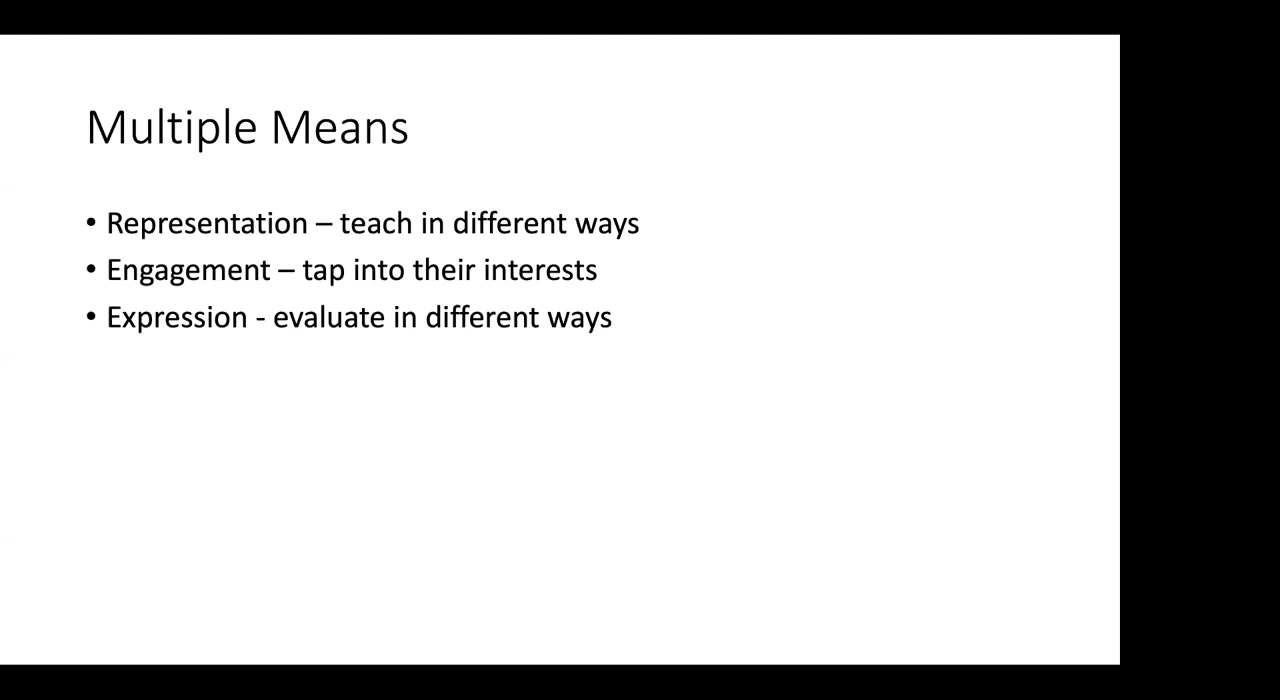 Multiple Means
• Representation – teach in different ways
• Engagement – tap into their interests
• Expression - evaluate in different ways